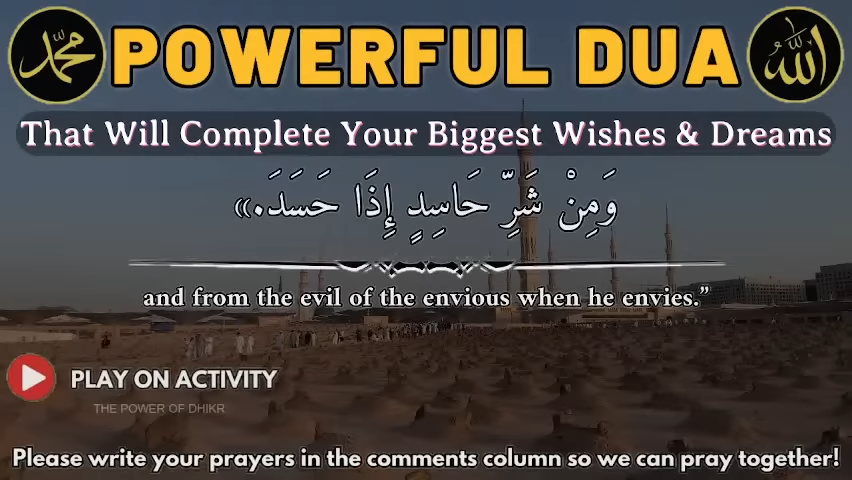 محمد
POWERFUL DUA
الله
That Will Complete Your Biggest Wishes & Dreams
وَمِنْ شَرِّ حَاسِدٍ إِذَا حَسَدَ.»
and from the evil of the envious when he envies.”
PLAY ON ACTIVITY
THE POWER OF DHIKR
Please write your prayers in the comments column so we can pray together!